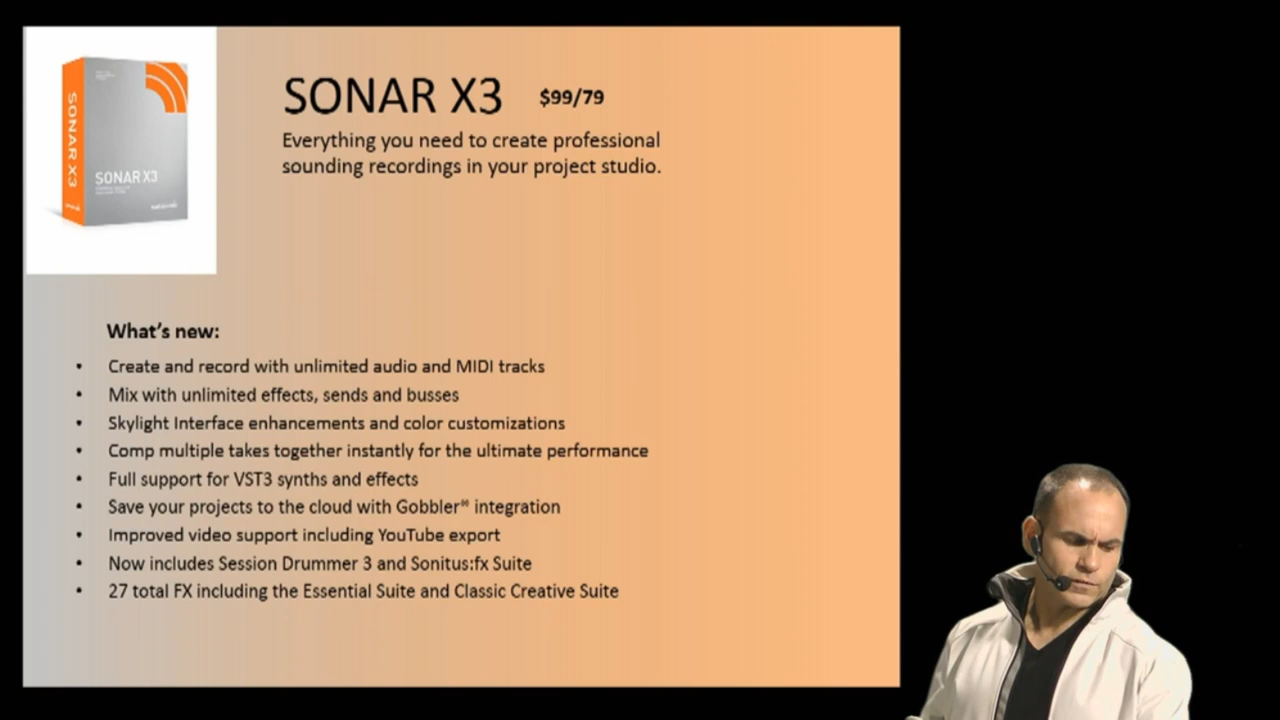 SONAR X3
SONAR X3
SONAR X3 $99/79
Everything you need to create professional
sounding recordings in your project studio.
What's new:
• Create and record with unlimited audio and MIDI tracks
• Mix with unlimited effects, sends and busses
• Skylight Interface enhancements and color customizations
• Comp multiple takes together instantly for the ultimate performance
• Full support for VST3 synths and effects
• Save your projects to the cloud with Gobbler® integration
• Improved video support including YouTube export
• Now includes Session Drummer 3 and Sonitus:fx Suite
• 27 total FX including the Essential Suite and Classic Creative Suite